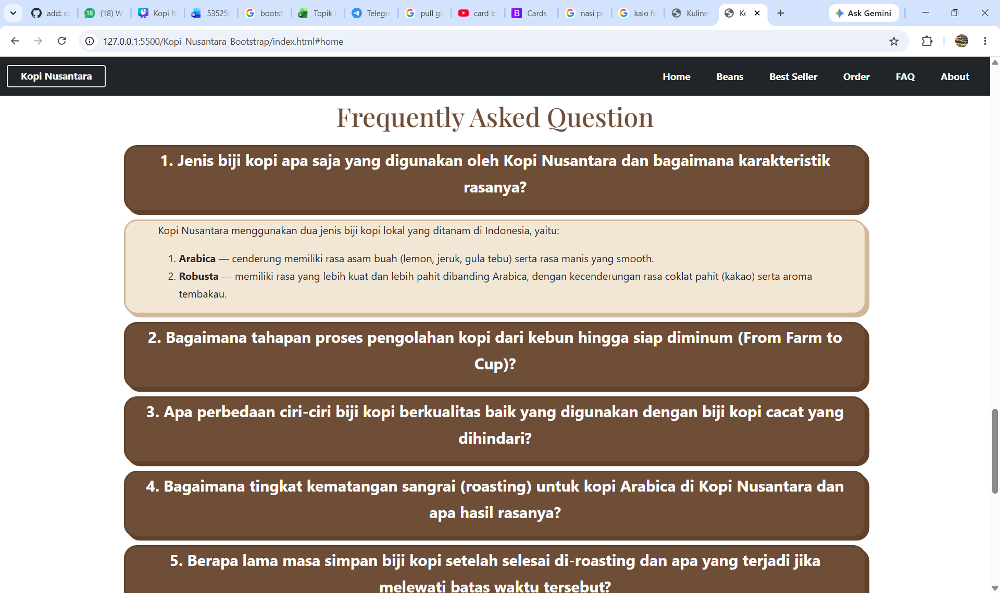 add: ca
(18) W
Kopi N
53525
bootst
Topik U
Telegra
pull gi
card b
Cards
nasi pa
kalo fo
Kuline
Ko
Ask Gemini
127.0.0.1:5500/Kopi_Nusantara_Bootstrap/index.html#home
Kopi Nusantara
Home Beans Best Seller Order FAQ About
Frequently Asked Question
1. Jenis biji kopi apa saja yang digunakan oleh Kopi Nusantara dan bagaimana karakteristik
rasanya?
Kopi Nusantara menggunakan dua jenis biji kopi lokal yang ditanam di Indonesia, yaitu:
1. Arabica — cenderung memiliki rasa asam buah (lemon, jeruk, gula tebu) serta rasa manis yang smooth.
2. Robusta — memiliki rasa yang lebih kuat dan lebih pahit dibanding Arabica, dengan kecenderungan rasa coklat pahit (kakao) serta aroma
tembakau.
2. Bagaimana tahapan proses pengolahan kopi dari kebun hingga siap diminum (From Farm to
Cup)?
3. Apa perbedaan ciri-ciri biji kopi berkualitas baik yang digunakan dengan biji kopi cacat yang
dihindari?
4. Bagaimana tingkat kematangan sangrai (roasting) untuk kopi Arabica di Kopi Nusantara dan
apa hasil rasanya?
5. Berapa lama masa simpan biji kopi setelah selesai di-roasting dan apa yang terjadi jika
melewati batas waktu tersebut?